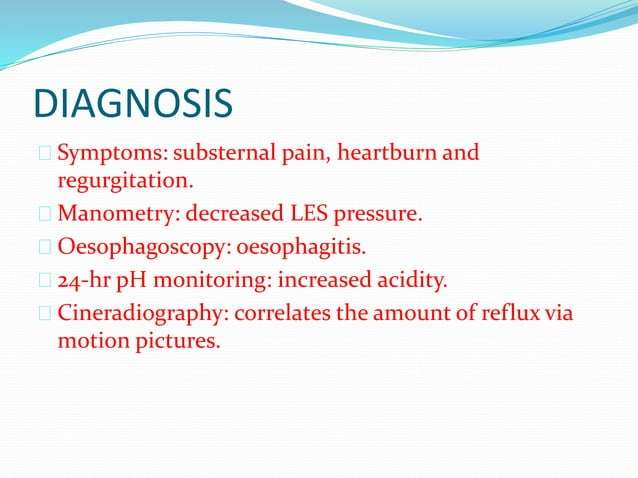 DIAGNOSIS
Symptoms: substernal pain, heartburn and
regurgitation.
Manometry: decreased LES pressure.
Oesophagoscopy: oesophagitis.
24-hr pH monitoring: increased acidity.
Cineradiography: correlates the amount of reflux via
motion pictures.